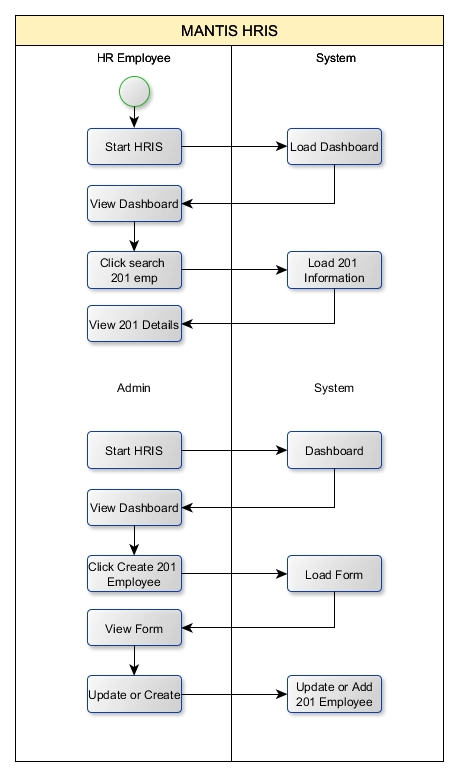 MANTIS HRIS
HR Employee
System
Start HRIS
Load Dashboard
View Dashboard
Click search
201 emp
Load 201
Information
View 201 Details
Admin
System
Start HRIS
Dashboard
View Dashboard
Click Create 201
Employee
Load Form
View Form
Update or Create
Update or Add
201 Employee